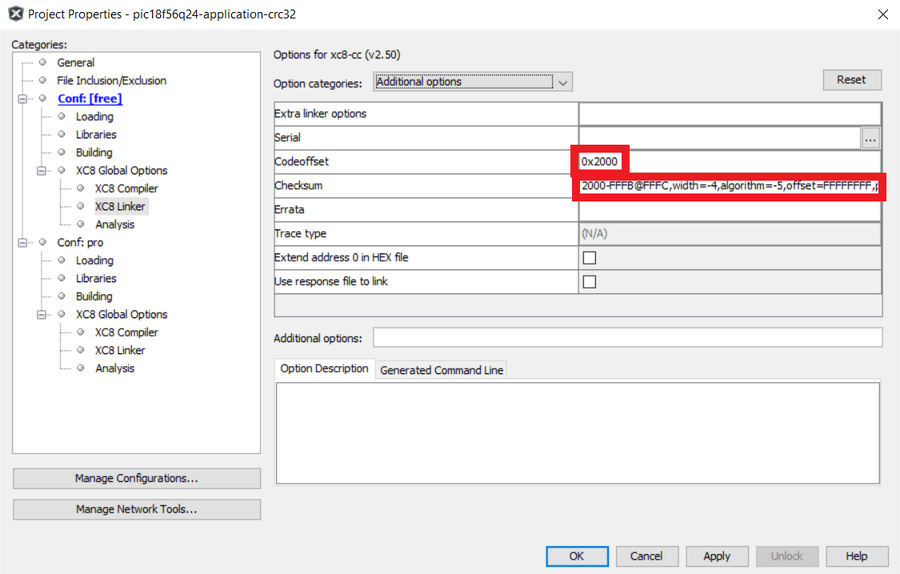 Project Properties - pic18f56q24-application-crc32
Categories:
General
File Inclusion/Exclusion
Conf: [free]
Loading
Libraries
Building
XC8 Global Options
XC8 Compiler
XC8 Linker
Analysis
Conf: pro
Loading
Libraries
Building
XC8 Global Options
XC8 Compiler
XC8 Linker
Analysis
Manage Configurations...
Manage Network Tools...
Options for xc8-cc (v2.50)
Option categories: Additional options Reset
Extra linker options
Serial ...
Codeoffset 0x2000
Checksum 2000-FFFB@FFFC,width=-4,algorithm=-5,offset=FFFFFFFF,p
Errata
Trace type (N/A)
Extend address 0 in HEX file
Use response file to link
Additional options:
Option Description Generated Command Line
OK Cancel Apply Unlock Help